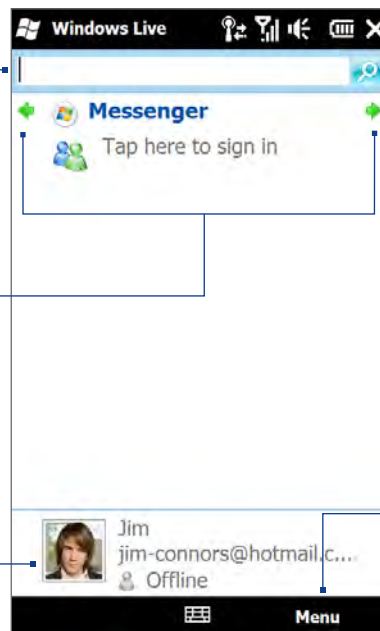 Windows Live
Messenger
Tap here to sign in
Jim
jim-connors@hotmail.c...
Offline
Menu